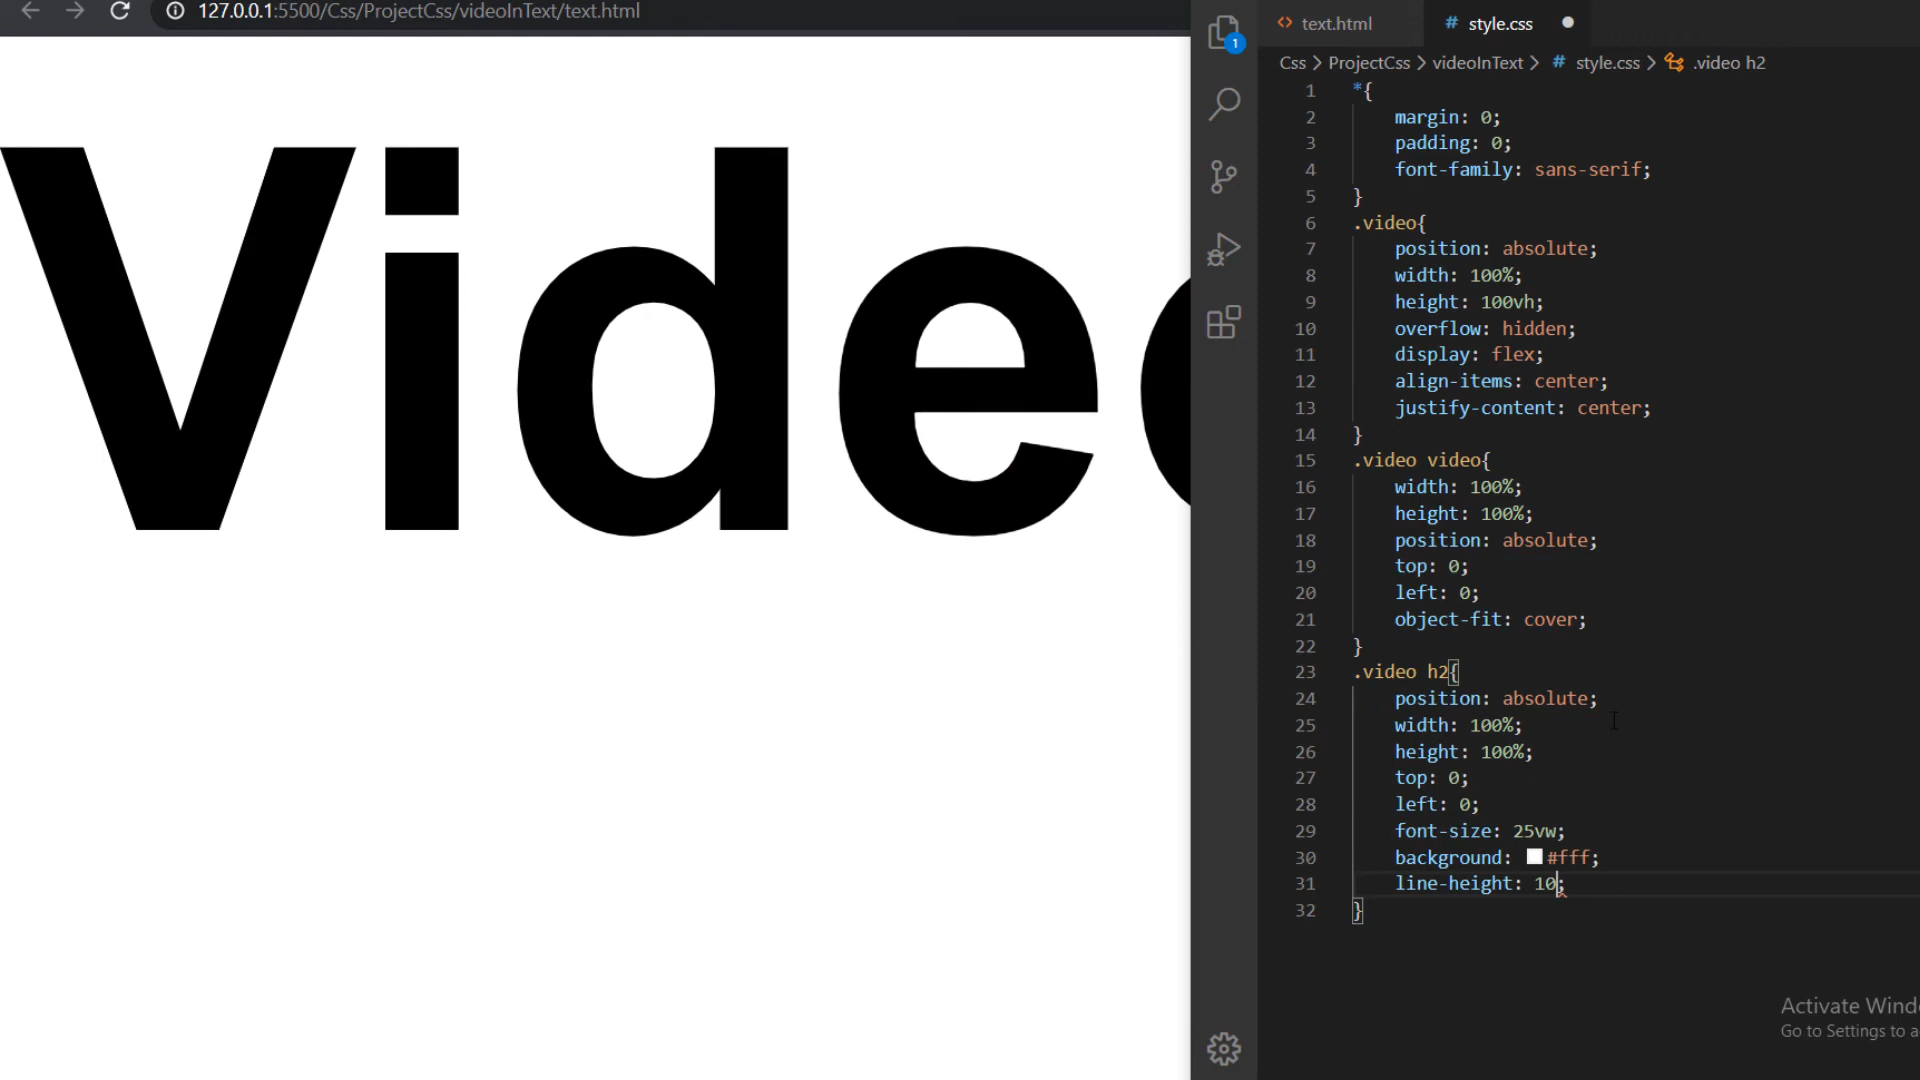 127.0.0.1:5500/Css/ProjectCss/videoInText/text.html
Vide
1
<> text.html
# style.css
Css > ProjectCss > videoInText > # style.css > .video h2
1 *{
2 margin: 0;
3 padding: 0;
4 font-family: sans-serif;
5 }
6 .video{
7 position: absolute;
8 width: 100%;
9 height: 100vh;
10 overflow: hidden;
11 display: flex;
12 align-items: center;
13 justify-content: center;
14 }
15 .video video{
16 width: 100%;
17 height: 100%;
18 position: absolute;
19 top: 0;
20 left: 0;
21 object-fit: cover;
22 }
23 .video h2{
24 position: absolute;
25 width: 100%;
26 height: 100%;
27 top: 0;
28 left: 0;
29 font-size: 25vw;
30 background: #fff;
31 line-height: 10;
32 }
Activate Wind
Go to Settings to a